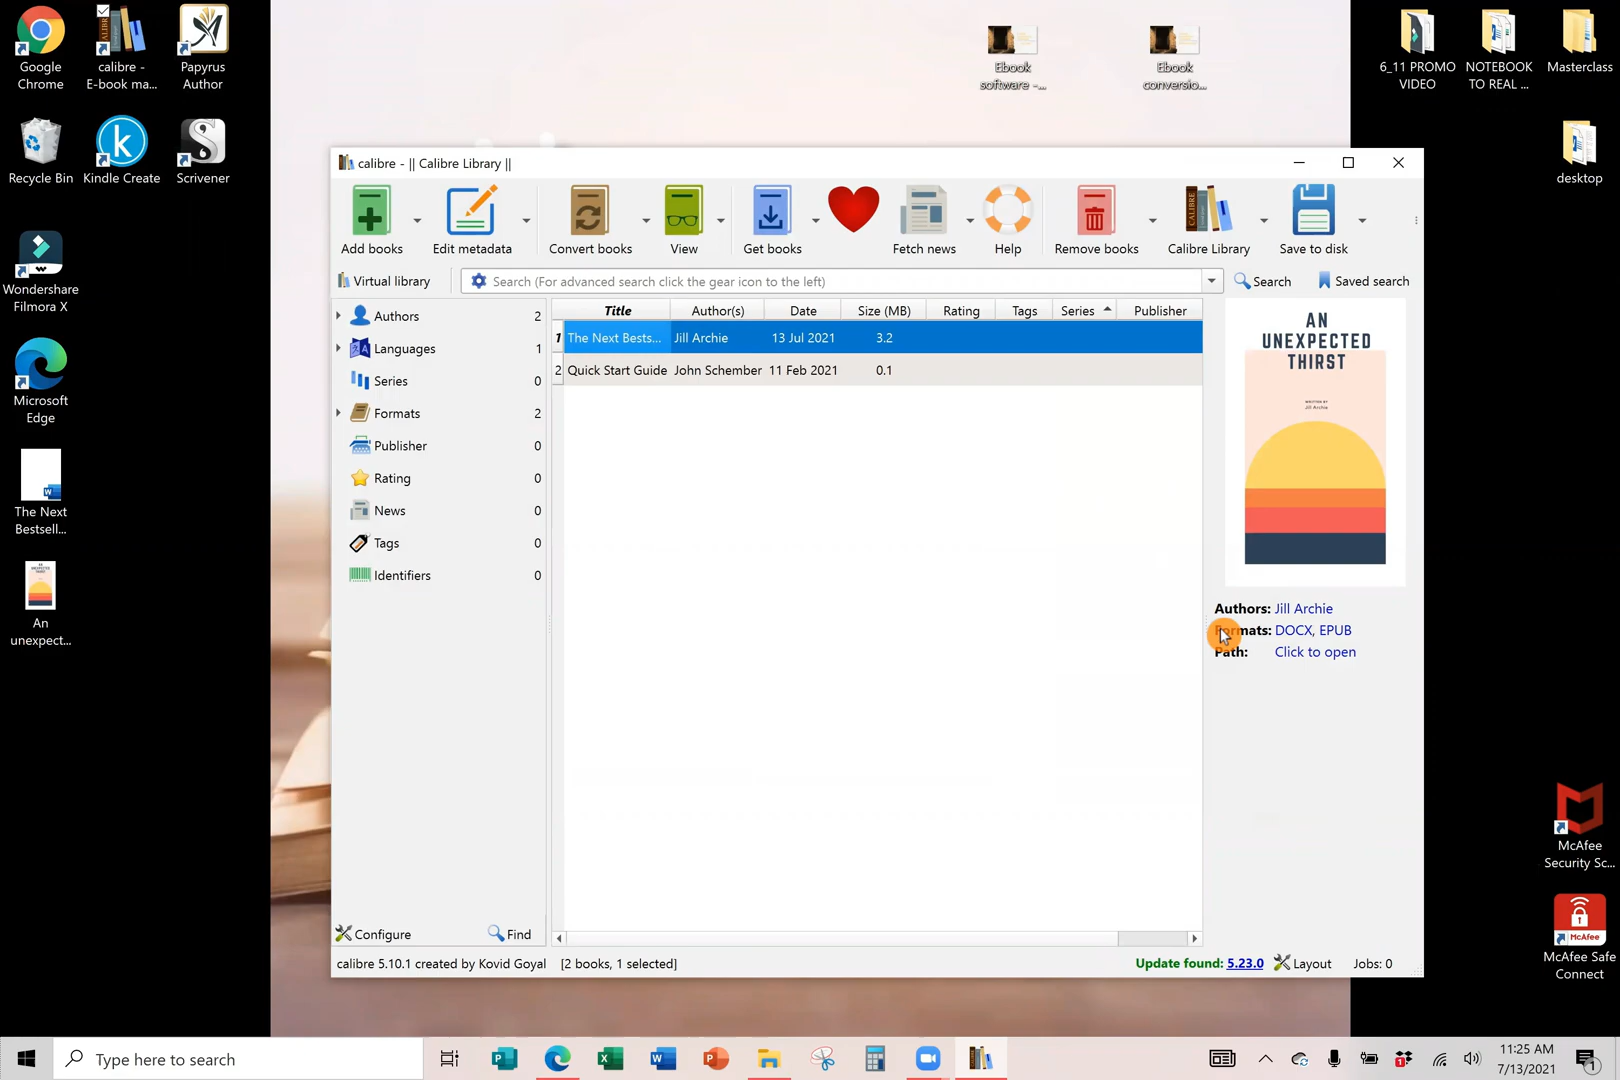 Google
Chrome
calibre -
E-book ma...
Papyrus
Author
Recycle Bin
Kindle Create
Scrivener
Wondershare
Filmora X
Microsoft
Edge
The Next
Bestsell...
An
unexpect...
Ebook
software -...
Ebook
conversio...
6_11 PROMO
VIDEO
NOTEBOOK
TO REAL ...
Masterclass
desktop
McAfee
Security Sc...
McAfee
McAfee Safe
Connect
calibre - || Calibre Library ||
Add books
Edit metadata
Convert books
View
Get books
Fetch news
Help
Remove books
CALIBRE
Calibre Library
Save to disk
Virtual library
Search (For advanced search click the gear icon to the left)
Search
Saved search
Authors 2
Languages 1
Series 0
Formats 2
Publisher 0
Rating 0
News 0
Tags 0
Identifiers 0
Title Author(s) Date Size (MB) Rating Tags Series Publisher
1 The Next Bests... Jill Archie 13 Jul 2021 3.2
2 Quick Start Guide John Schember 11 Feb 2021 0.1
AN
UNEXPECTED
THIRST
WRITTEN BY
Jill Archie
Authors: Jill Archie
Formats: DOCX, EPUB
Path: Click to open
Configure
Find
calibre 5.10.1 created by Kovid Goyal [2 books, 1 selected]
Update found: 5.23.0
Layout
Jobs: 0
Type here to search
11:25 AM
7/13/2021